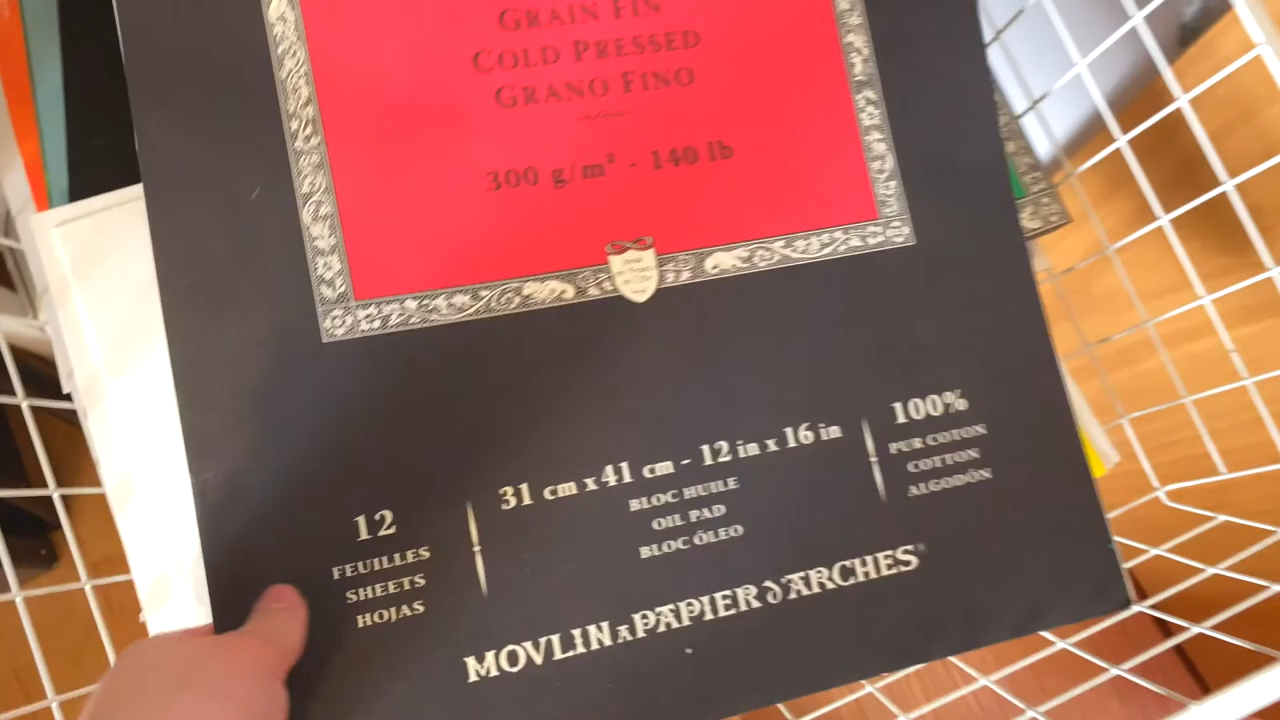 GRAIN FIN
COLD PRESSED
GRANO FINO
300 g/m² - 140 lb
12
FEUILLES
SHEETS
HOJAS
31 cm x 41 cm - 12 in x 16 in
BLOC HUILE
OIL PAD
BLOC ÓLEO
100%
PUR COTON
COTTON
ALGODÓN
MOVLIN À PAPIER D'ARCHES®